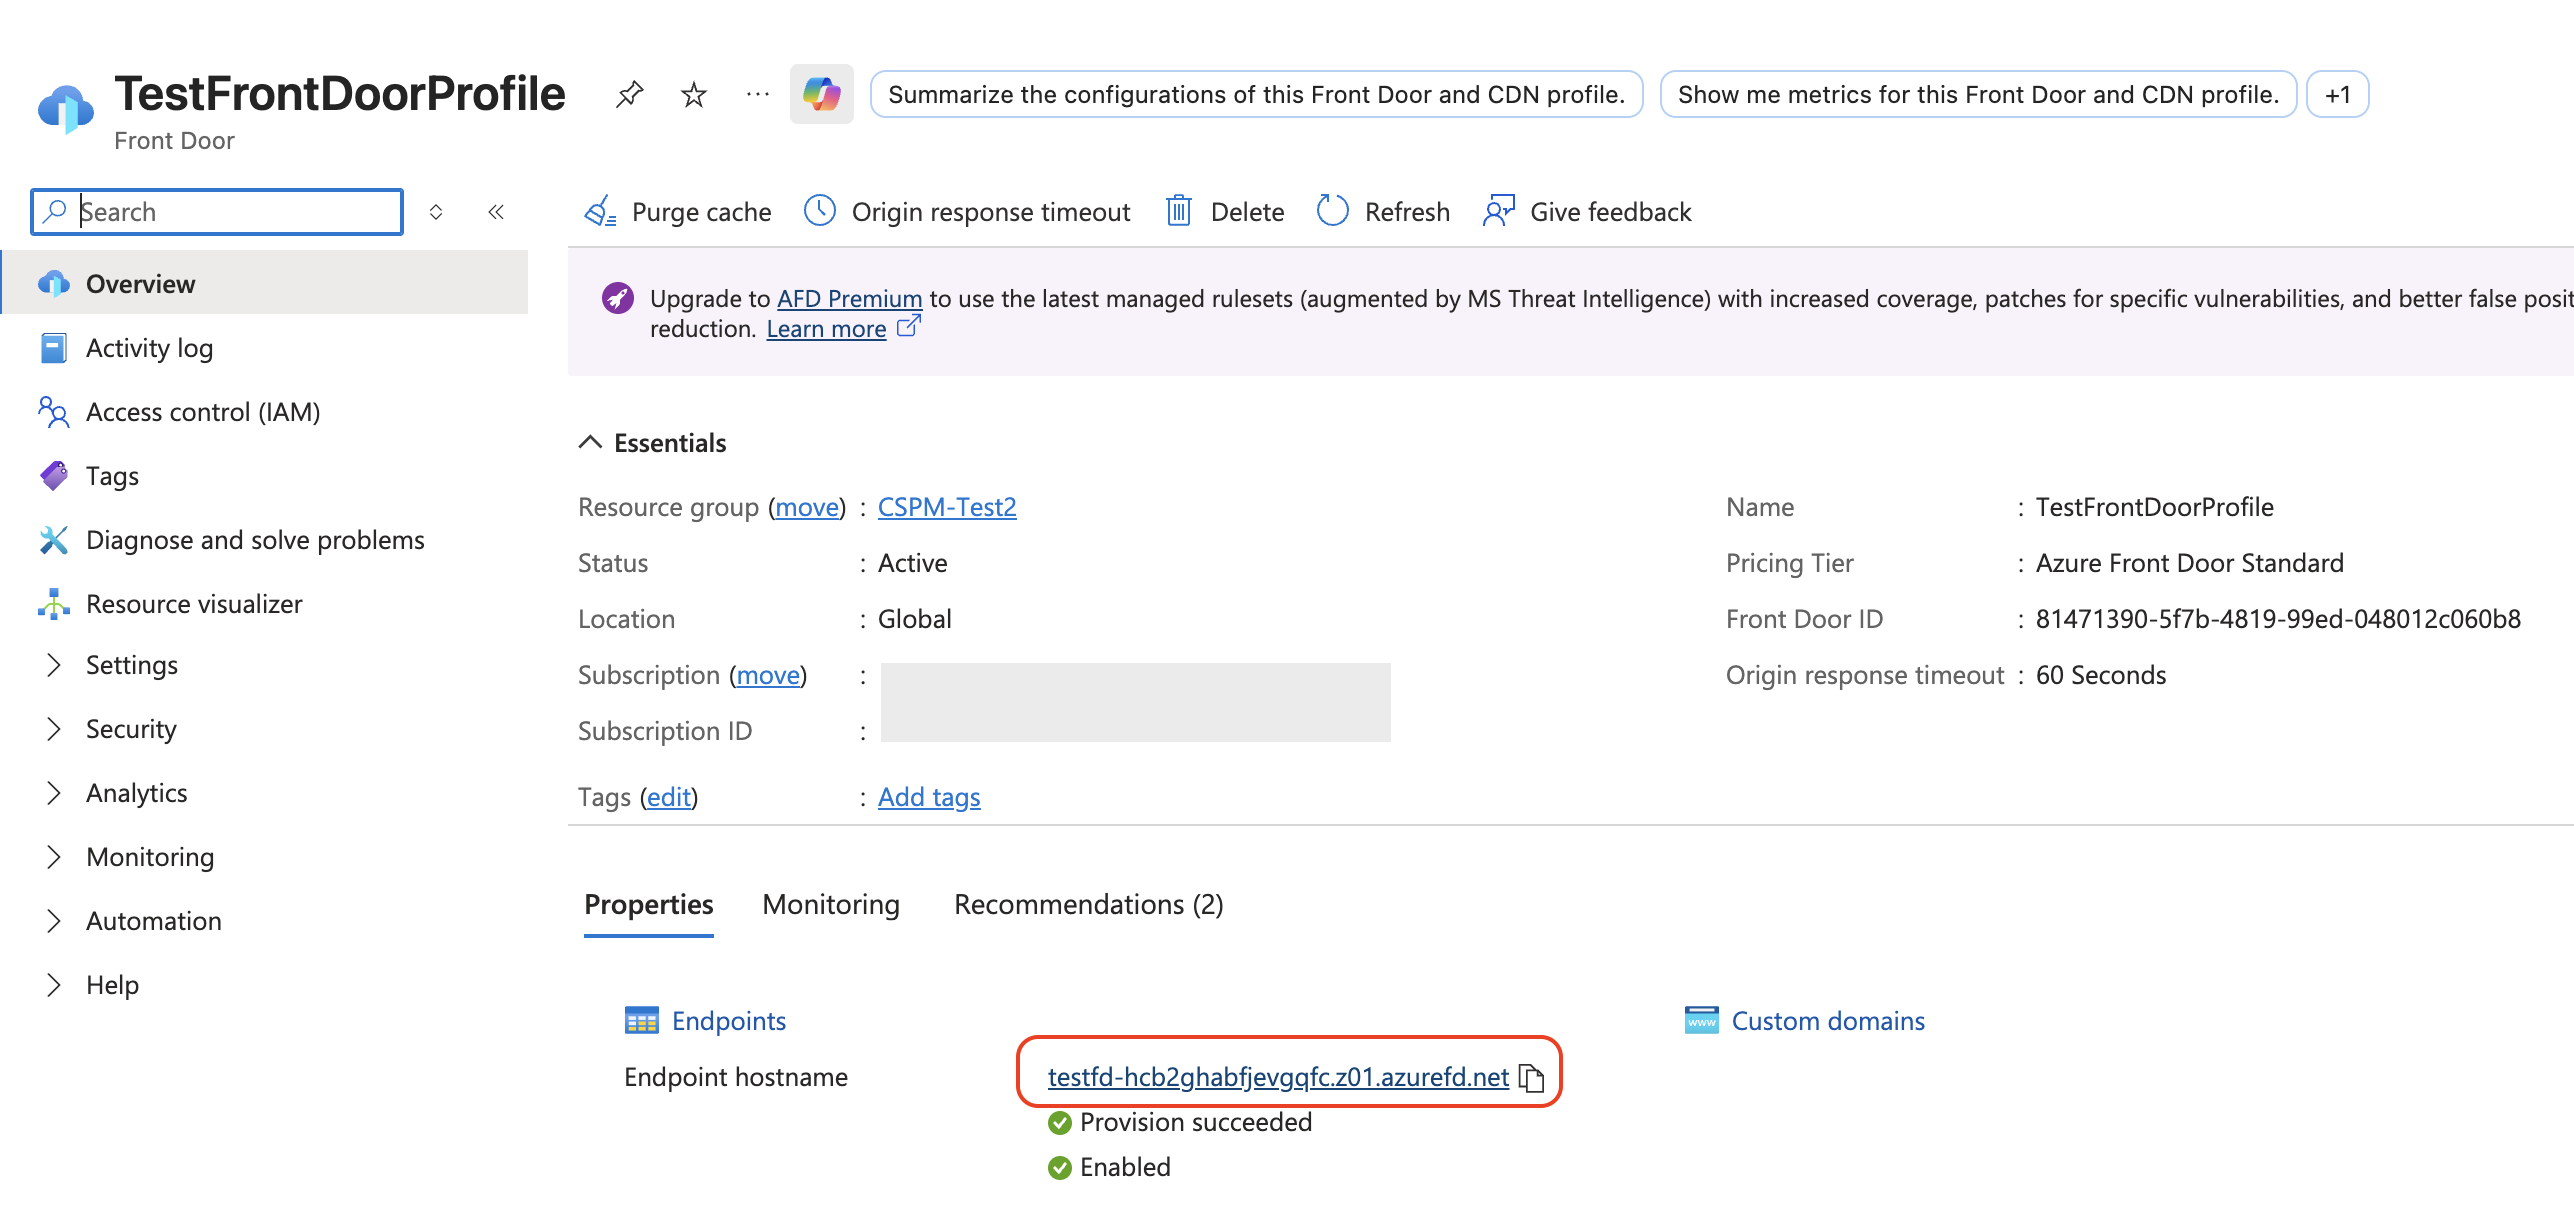 TestFrontDoorProfile
Front Door
Summarize the configurations of this Front Door and CDN profile.
Show me metrics for this Front Door and CDN profile.
+1
Search
Purge cache
Origin response timeout
Delete
Refresh
Give feedback
Overview
Activity log
Access control (IAM)
Tags
Diagnose and solve problems
Resource visualizer
Settings
Security
Analytics
Monitoring
Automation
Help
Upgrade to AFD Premium to use the latest managed rulesets (augmented by MS Threat Intelligence) with increased coverage, patches for specific vulnerabilities, and better false posit
reduction. Learn more
Essentials
Resource group (move) : CSPM-Test2
Status : Active
Location : Global
Subscription (move) :
Subscription ID :
Tags (edit) : Add tags
Name : TestFrontDoorProfile
Pricing Tier : Azure Front Door Standard
Front Door ID : 81471390-5f7b-4819-99ed-048012c060b8
Origin response timeout : 60 Seconds
Properties
Monitoring
Recommendations (2)
Endpoints
Endpoint hostname
testfd-hcb2ghabfjevgqfc.z01.azurefd.net
Provision succeeded
Enabled
www
Custom domains